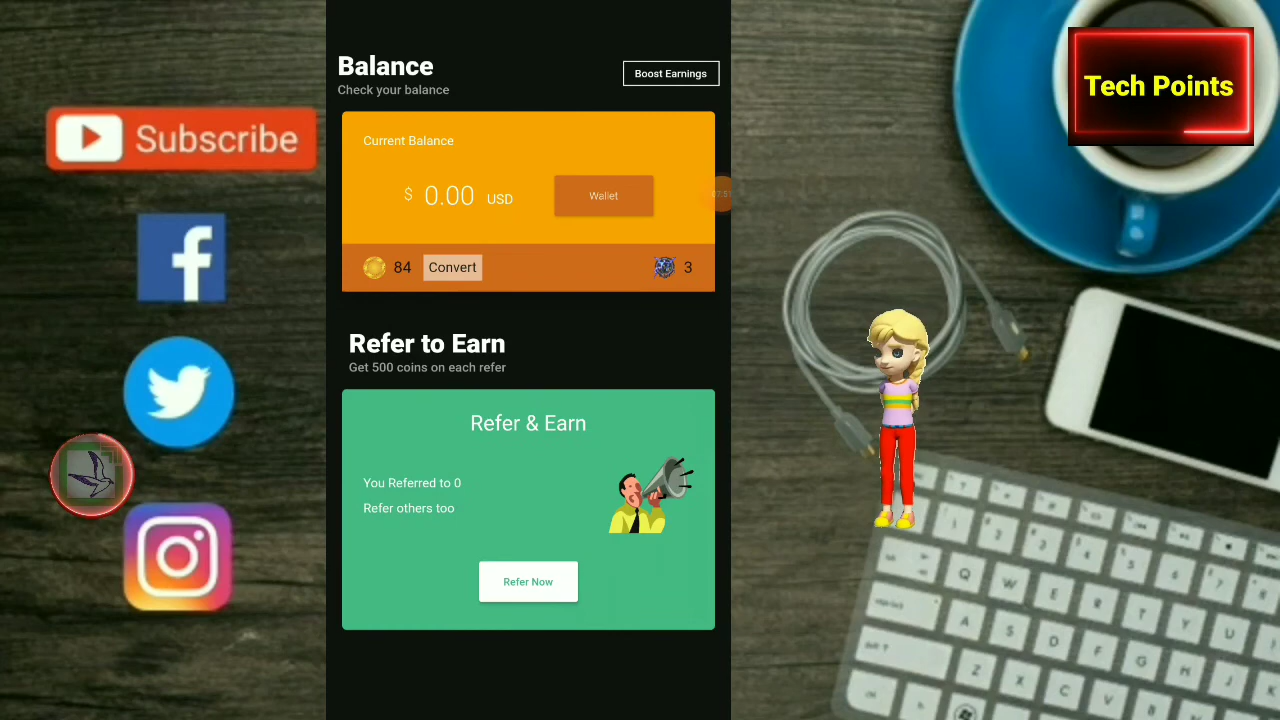 Subscribe
Tech Points
Balance
Check your balance
Boost Earnings
Current Balance
$ 0.00 USD
Wallet
84
Convert
3
Refer to Earn
Get 500 coins on each refer
Refer & Earn
You Referred to 0
Refer others too
Refer Now
Q
W
E
R
T
Y
U
A
S
D
F
G
H
J
K
Z
X
C
V
B